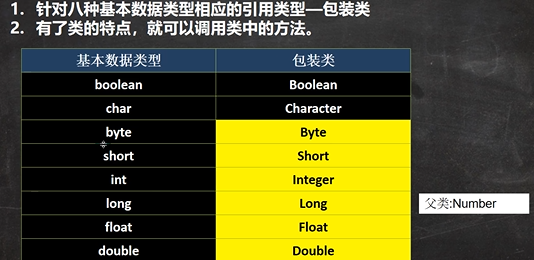 1. 针对八种基本数据类型相应的引用类型—包装类
2. 有了类的特点，就可以调用类中的方法。
基本数据类型 包装类
boolean Boolean
char Character
byte Byte
short Short
int Integer
long Long
父类:Number
float Float
double Double